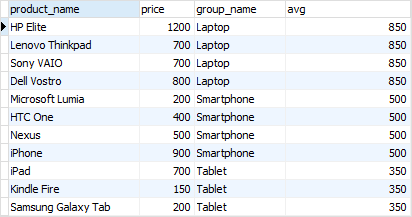 product_name price group_name avg
HP Elite 1200 Laptop 850
Lenovo Thinkpad 700 Laptop 850
Sony VAIO 700 Laptop 850
Dell Vostro 800 Laptop 850
Microsoft Lumia 200 Smartphone 500
HTC One 400 Smartphone 500
Nexus 500 Smartphone 500
iPhone 900 Smartphone 500
iPad 700 Tablet 350
Kindle Fire 150 Tablet 350
Samsung Galaxy Tab 200 Tablet 350